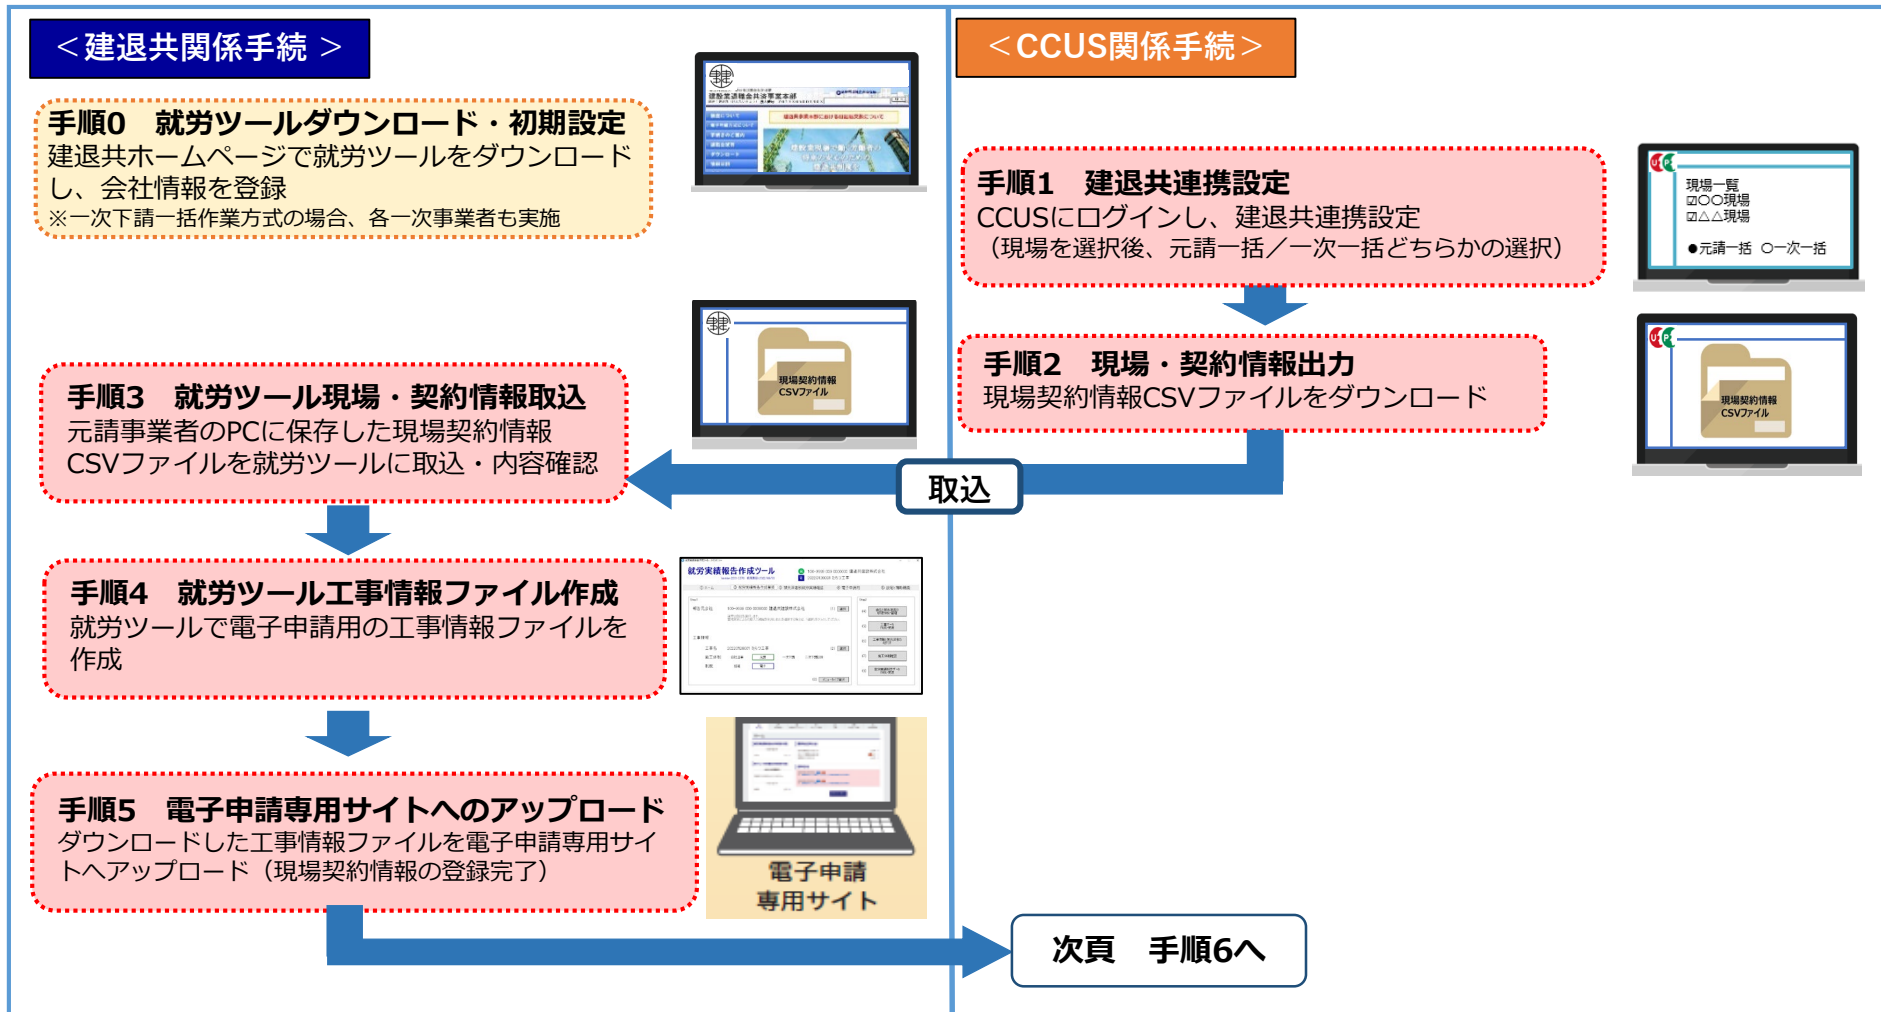 ＜建退共関係手続 ＞
手順0　就労ツールダウンロード・初期設定
建退共ホームページで就労ツールをダウンロード
し、会社情報を登録
※一次下請一括作業方式の場合、各一次事業者も実施
建設業退職金共済事業本部
現場契約情報
CSVファイル
手順3　就労ツール現場・契約情報取込
元請事業者のPCに保存した現場契約情報
CSVファイルを就労ツールに取込・内容確認
手順4　就労ツール工事情報ファイル作成
就労ツールで電子申請用の工事情報ファイルを
作成
就労実績報告作成ツール
手順5　電子申請専用サイトへのアップロード
ダウンロードした工事情報ファイルを電子申請専用サイ
トへアップロード（現場契約情報の登録完了）
電子申請
専用サイト
＜CCUS関係手続＞
手順1　建退共連携設定
CCUSにログインし、建退共連携設定
（現場を選択後、元請一括／一次一括どちらかの選択）
現場一覧
☑○○現場
☑△△現場
●元請一括 ○一次一括
手順2　現場・契約情報出力
現場契約情報CSVファイルをダウンロード
現場契約情報
CSVファイル
取込
次頁　手順6へ